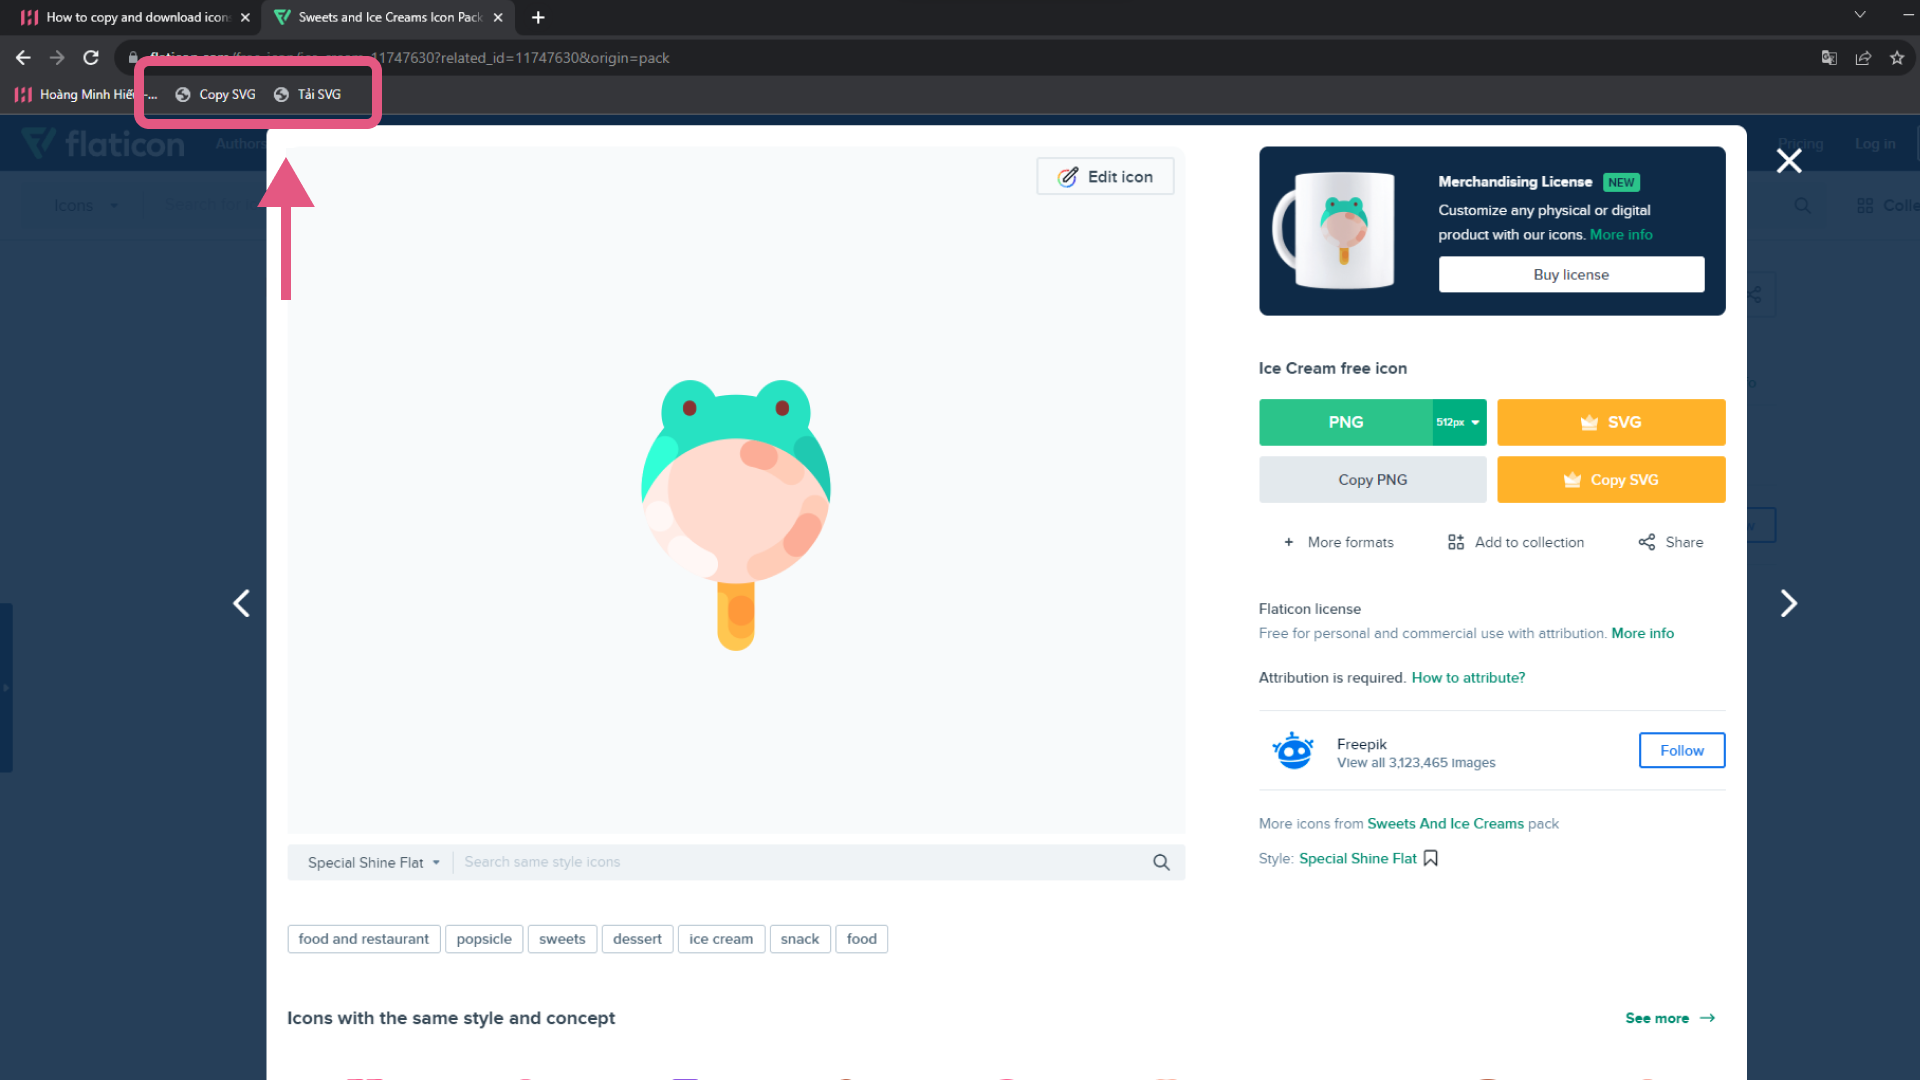 How to copy and download icon
Sweets and Ice Creams Icon Pack
11747630?related_id=11747630&origin=pack
Hoàng Minh Hiế
-...
Copy SVG
Tải SVG
flaticon
Authors
Pricing
Log in
Icons
Edit icon
Merchandising License NEW
Customize any physical or digital
product with our icons. More info
Buy license
Ice Cream free icon
PNG
512px
SVG
Copy PNG
Copy SVG
+ More formats
Add to collection
Share
Flaticon license
Free for personal and commercial use with attribution. More info
Attribution is required. How to attribute?
Freepik
View all 3,123,465 images
Follow
More icons from Sweets And Ice Creams pack
Style: Special Shine Flat
Special Shine Flat
Search same style icons
food and restaurant
popsicle
sweets
dessert
ice cream
snack
food
Icons with the same style and concept
See more